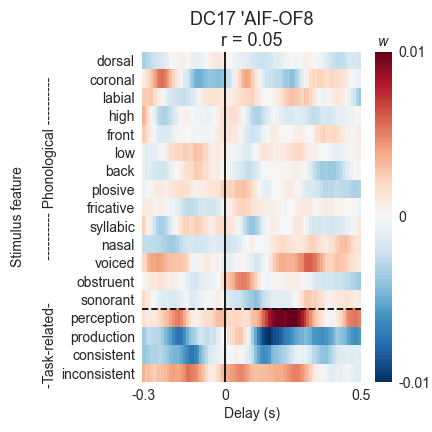 DC17 'AIF-OF8
r = 0.05
w
dorsal
coronal
labial
high
front
low
back
plosive
fricative
syllabic
nasal
voiced
obstruent
sonorant
perception
production
consistent
inconsistent
Stimulus feature
-Task-related- ---------- Phonological ----------
-0.3 0 0.5
Delay (s)
0.01
0
-0.01